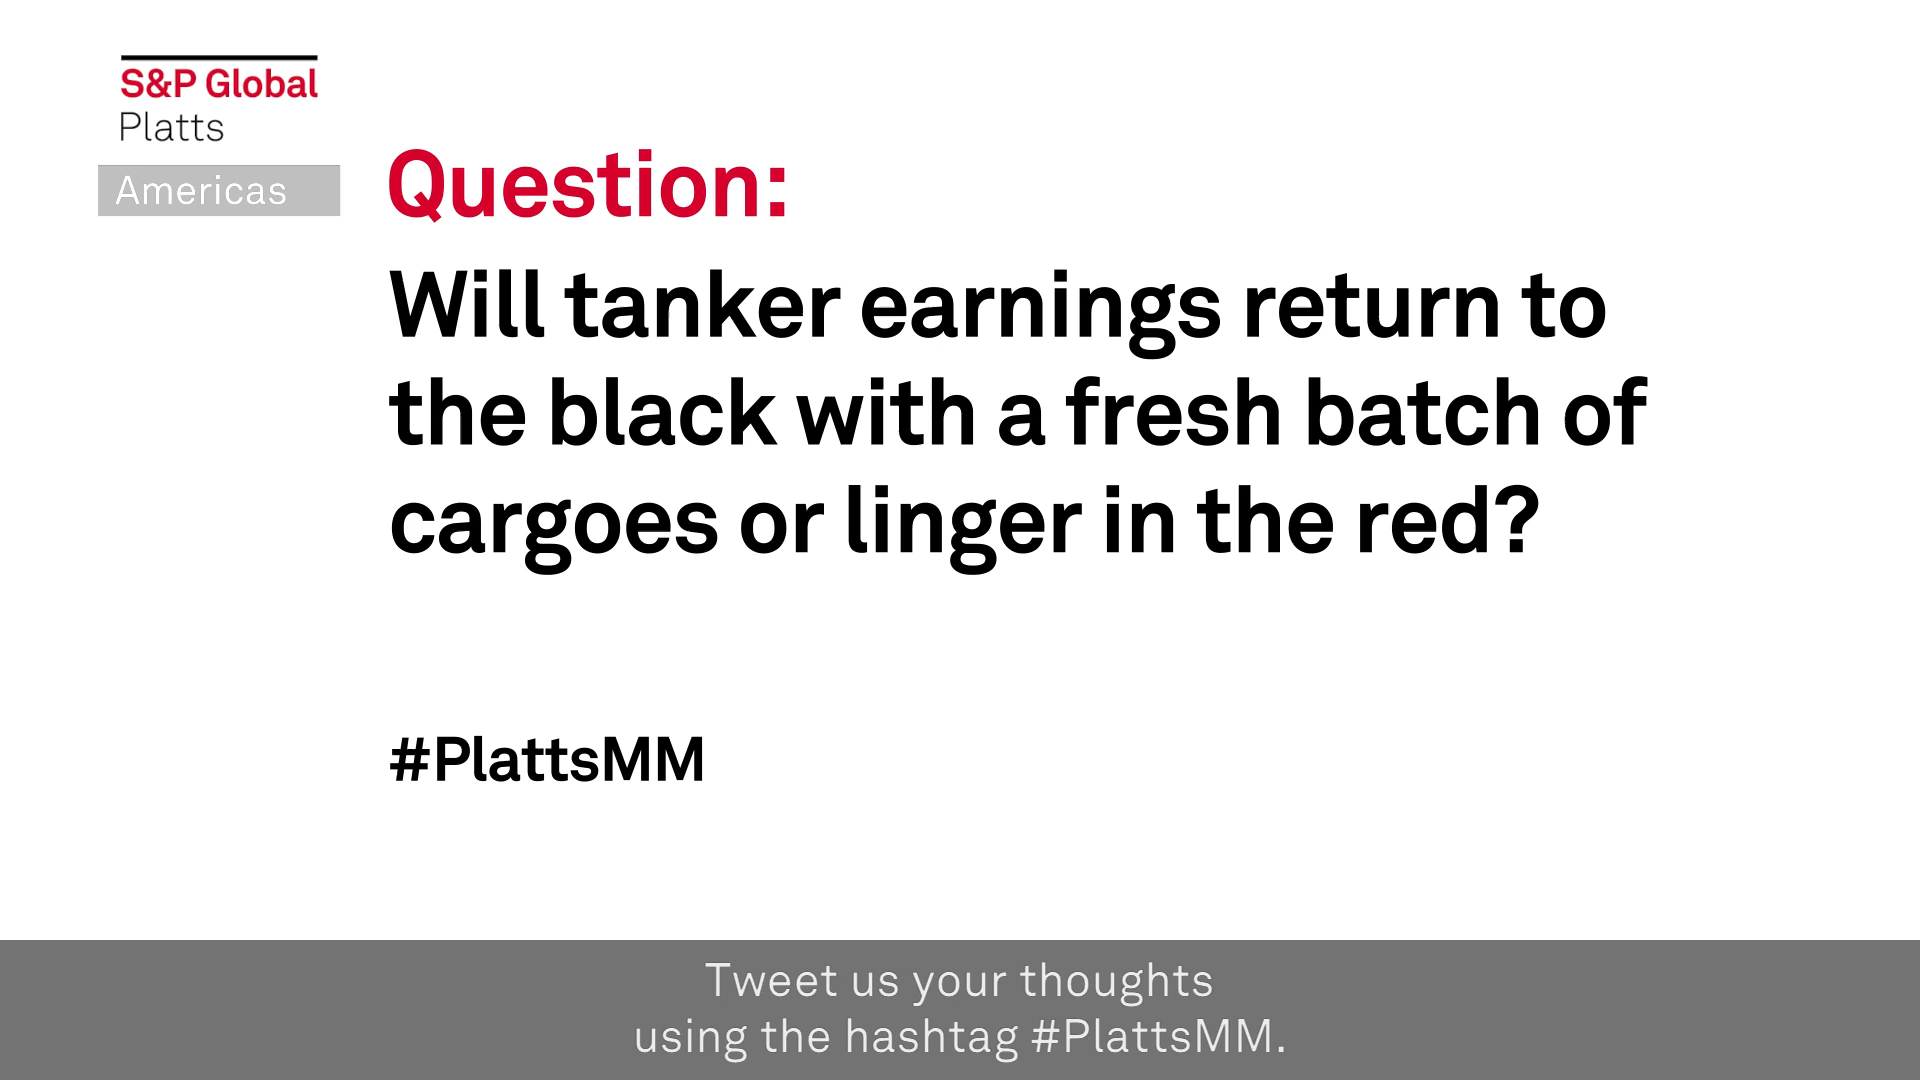 S&P Global
Platts
Americas
Question:
Will tanker earnings return to
the black with a fresh batch of
cargoes or linger in the red?
#PlattsMM
Tweet us your thoughts
using the hashtag #PlattsMM.